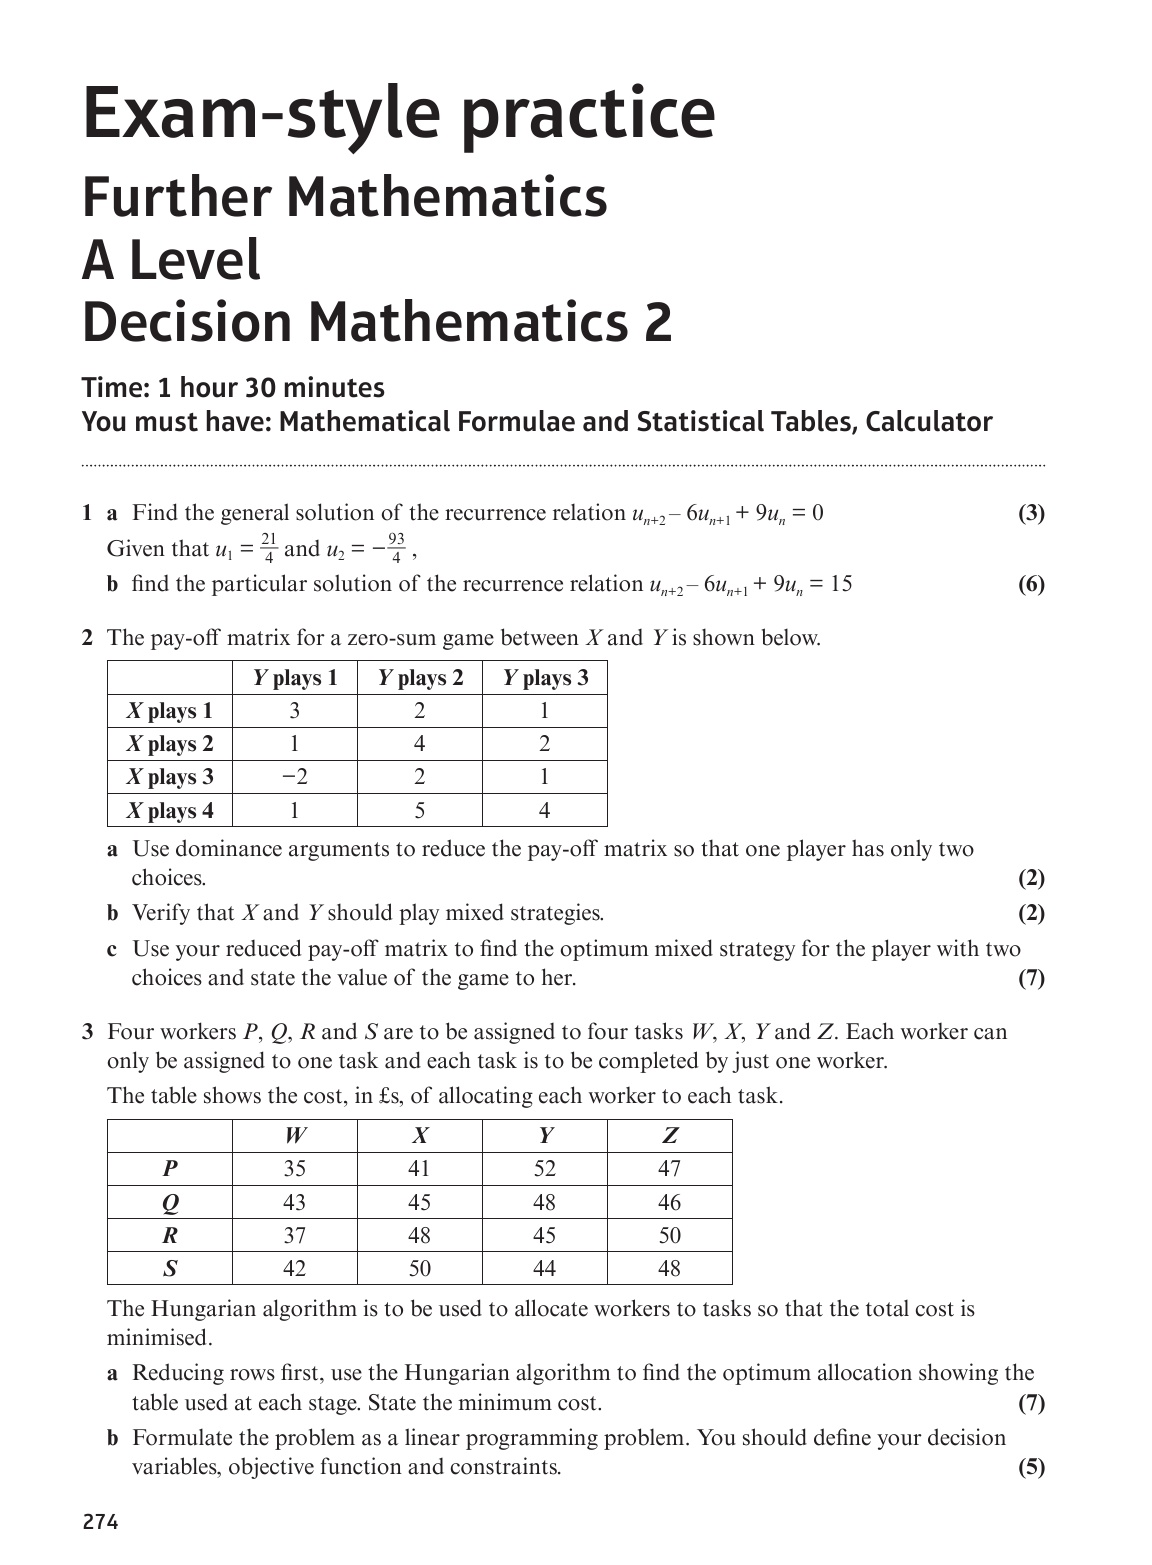 Exam-style practice
Further Mathematics
A Level
Decision Mathematics 2
Time: 1 hour 30 minutes
You must have: Mathematical Formulae and Statistical Tables, Calculator
1 a Find the general solution of the recurrence relation uₙ₊₂ – 6uₙ₊₁ + 9uₙ = 0 (3)
Given that u₁ = 21/4 and u₂ = −93/4 ,
b find the particular solution of the recurrence relation uₙ₊₂ – 6uₙ₊₁ + 9uₙ = 15 (6)
2 The pay-off matrix for a zero-sum game between X and Y is shown below.
Y plays 1 Y plays 2 Y plays 3
X plays 1 3 2 1
X plays 2 1 4 2
X plays 3 −2 2 1
X plays 4 1 5 4
a Use dominance arguments to reduce the pay-off matrix so that one player has only two
choices. (2)
b Verify that X and Y should play mixed strategies. (2)
c Use your reduced pay-off matrix to find the optimum mixed strategy for the player with two
choices and state the value of the game to her. (7)
3 Four workers P, Q, R and S are to be assigned to four tasks W, X, Y and Z. Each worker can
only be assigned to one task and each task is to be completed by just one worker.
The table shows the cost, in £s, of allocating each worker to each task.
W X Y Z
P 35 41 52 47
Q 43 45 48 46
R 37 48 45 50
S 42 50 44 48
The Hungarian algorithm is to be used to allocate workers to tasks so that the total cost is
minimised.
a Reducing rows first, use the Hungarian algorithm to find the optimum allocation showing the
table used at each stage. State the minimum cost. (7)
b Formulate the problem as a linear programming problem. You should define your decision
variables, objective function and constraints. (5)
274